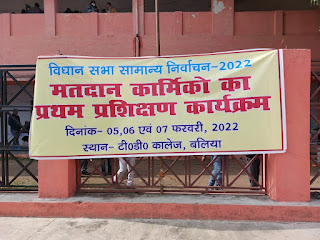 विधान सभा सामान्य निर्वाचन-2022
मतदान कार्मिको का
प्रथम प्रशिक्षण कार्यक्रम
दिनांक- 05,06 एवं 07 फरवरी, 2022
स्थान- टी0डी0 कालेज, बलिया